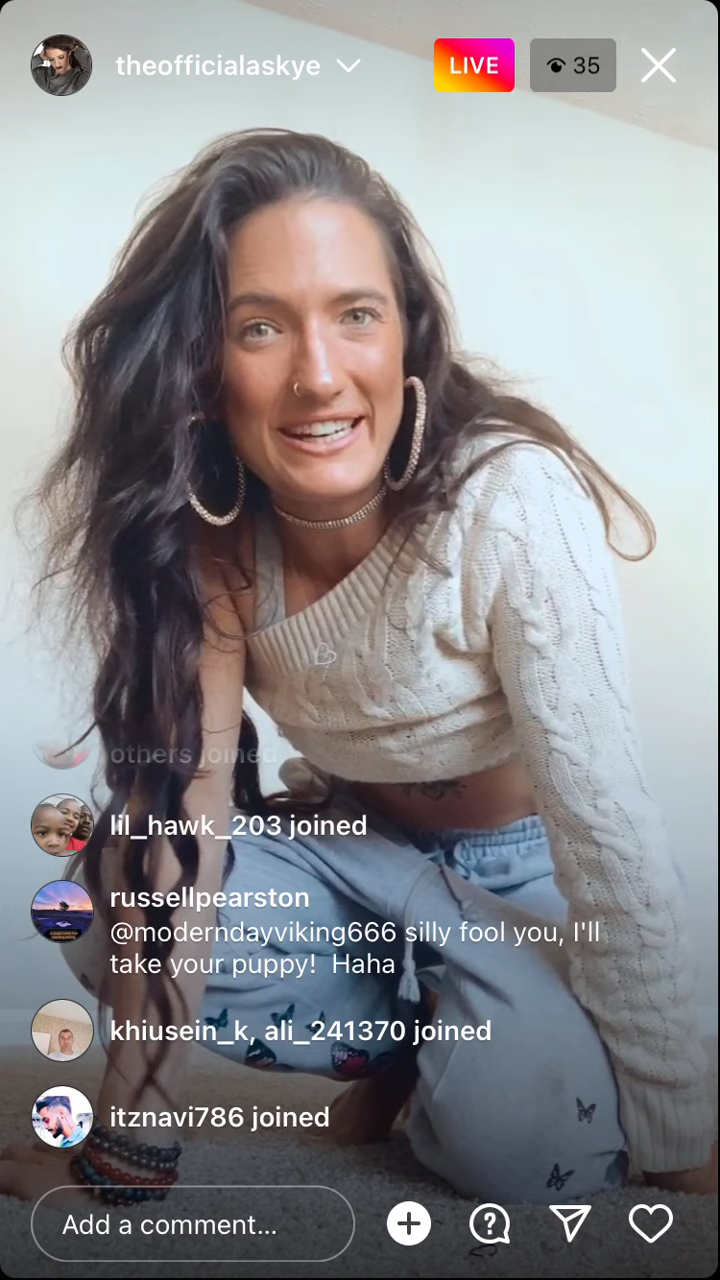 theofficialaskye
LIVE
35
others joined
lil_hawk_203 joined
russellpearston
@moderndayviking666 silly fool you, I'll
take your puppy!  Haha
khiusein_k, ali_241370 joined
itznavi786 joined
Add a comment...